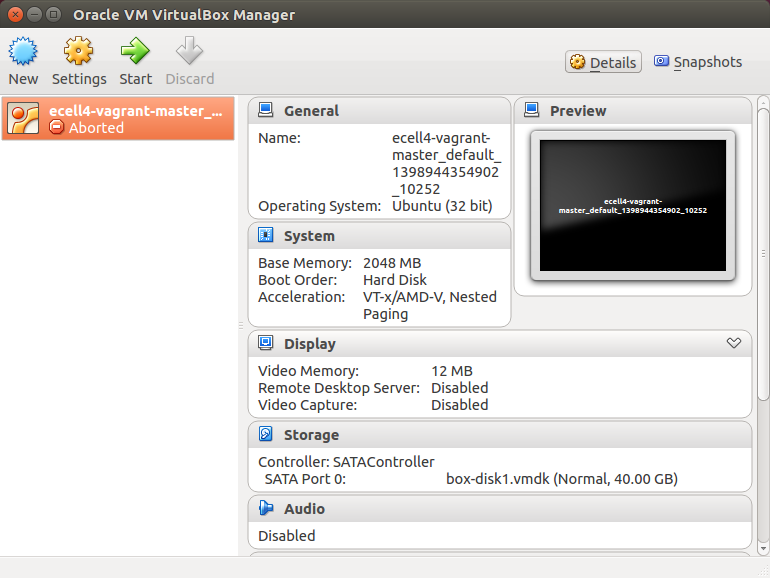 Oracle VM VirtualBox Manager
New Settings Start Discard
Details Snapshots
ecell4-vagrant-master_...
Aborted
General
Name: ecell4-vagrant-
master_default_
1398944354902
_10252
Operating System: Ubuntu (32 bit)
System
Base Memory: 2048 MB
Boot Order: Hard Disk
Acceleration: VT-x/AMD-V, Nested
Paging
Preview
ecell4-vagrant-
master_default_1398944354902_10252
Display
Video Memory: 12 MB
Remote Desktop Server: Disabled
Video Capture: Disabled
Storage
Controller: SATAController
SATA Port 0: box-disk1.vmdk (Normal, 40.00 GB)
Audio
Disabled